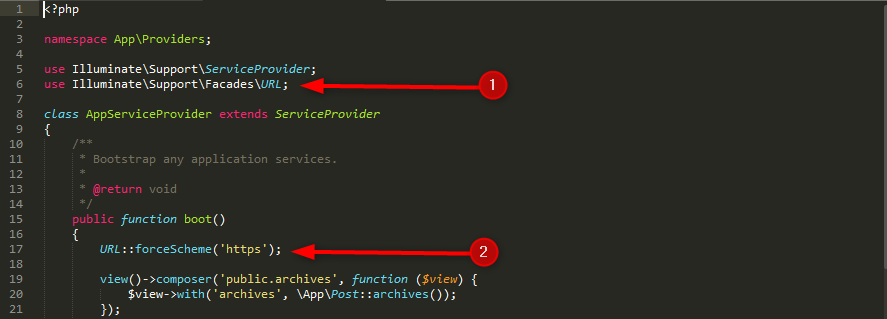 1 <?php
2
3 namespace App\Providers;
4
5 use Illuminate\Support\ServiceProvider;
6 use Illuminate\Support\Facades\URL; 1
7
8 class AppServiceProvider extends ServiceProvider
9 {
10 /**
11 * Bootstrap any application services.
12 *
13 * @return void
14 */
15 public function boot()
16 {
17 URL::forceScheme('https'); 2
18
19 view()->composer('public.archives', function ($view) {
20 $view->with('archives', \App\Post::archives());
21 });